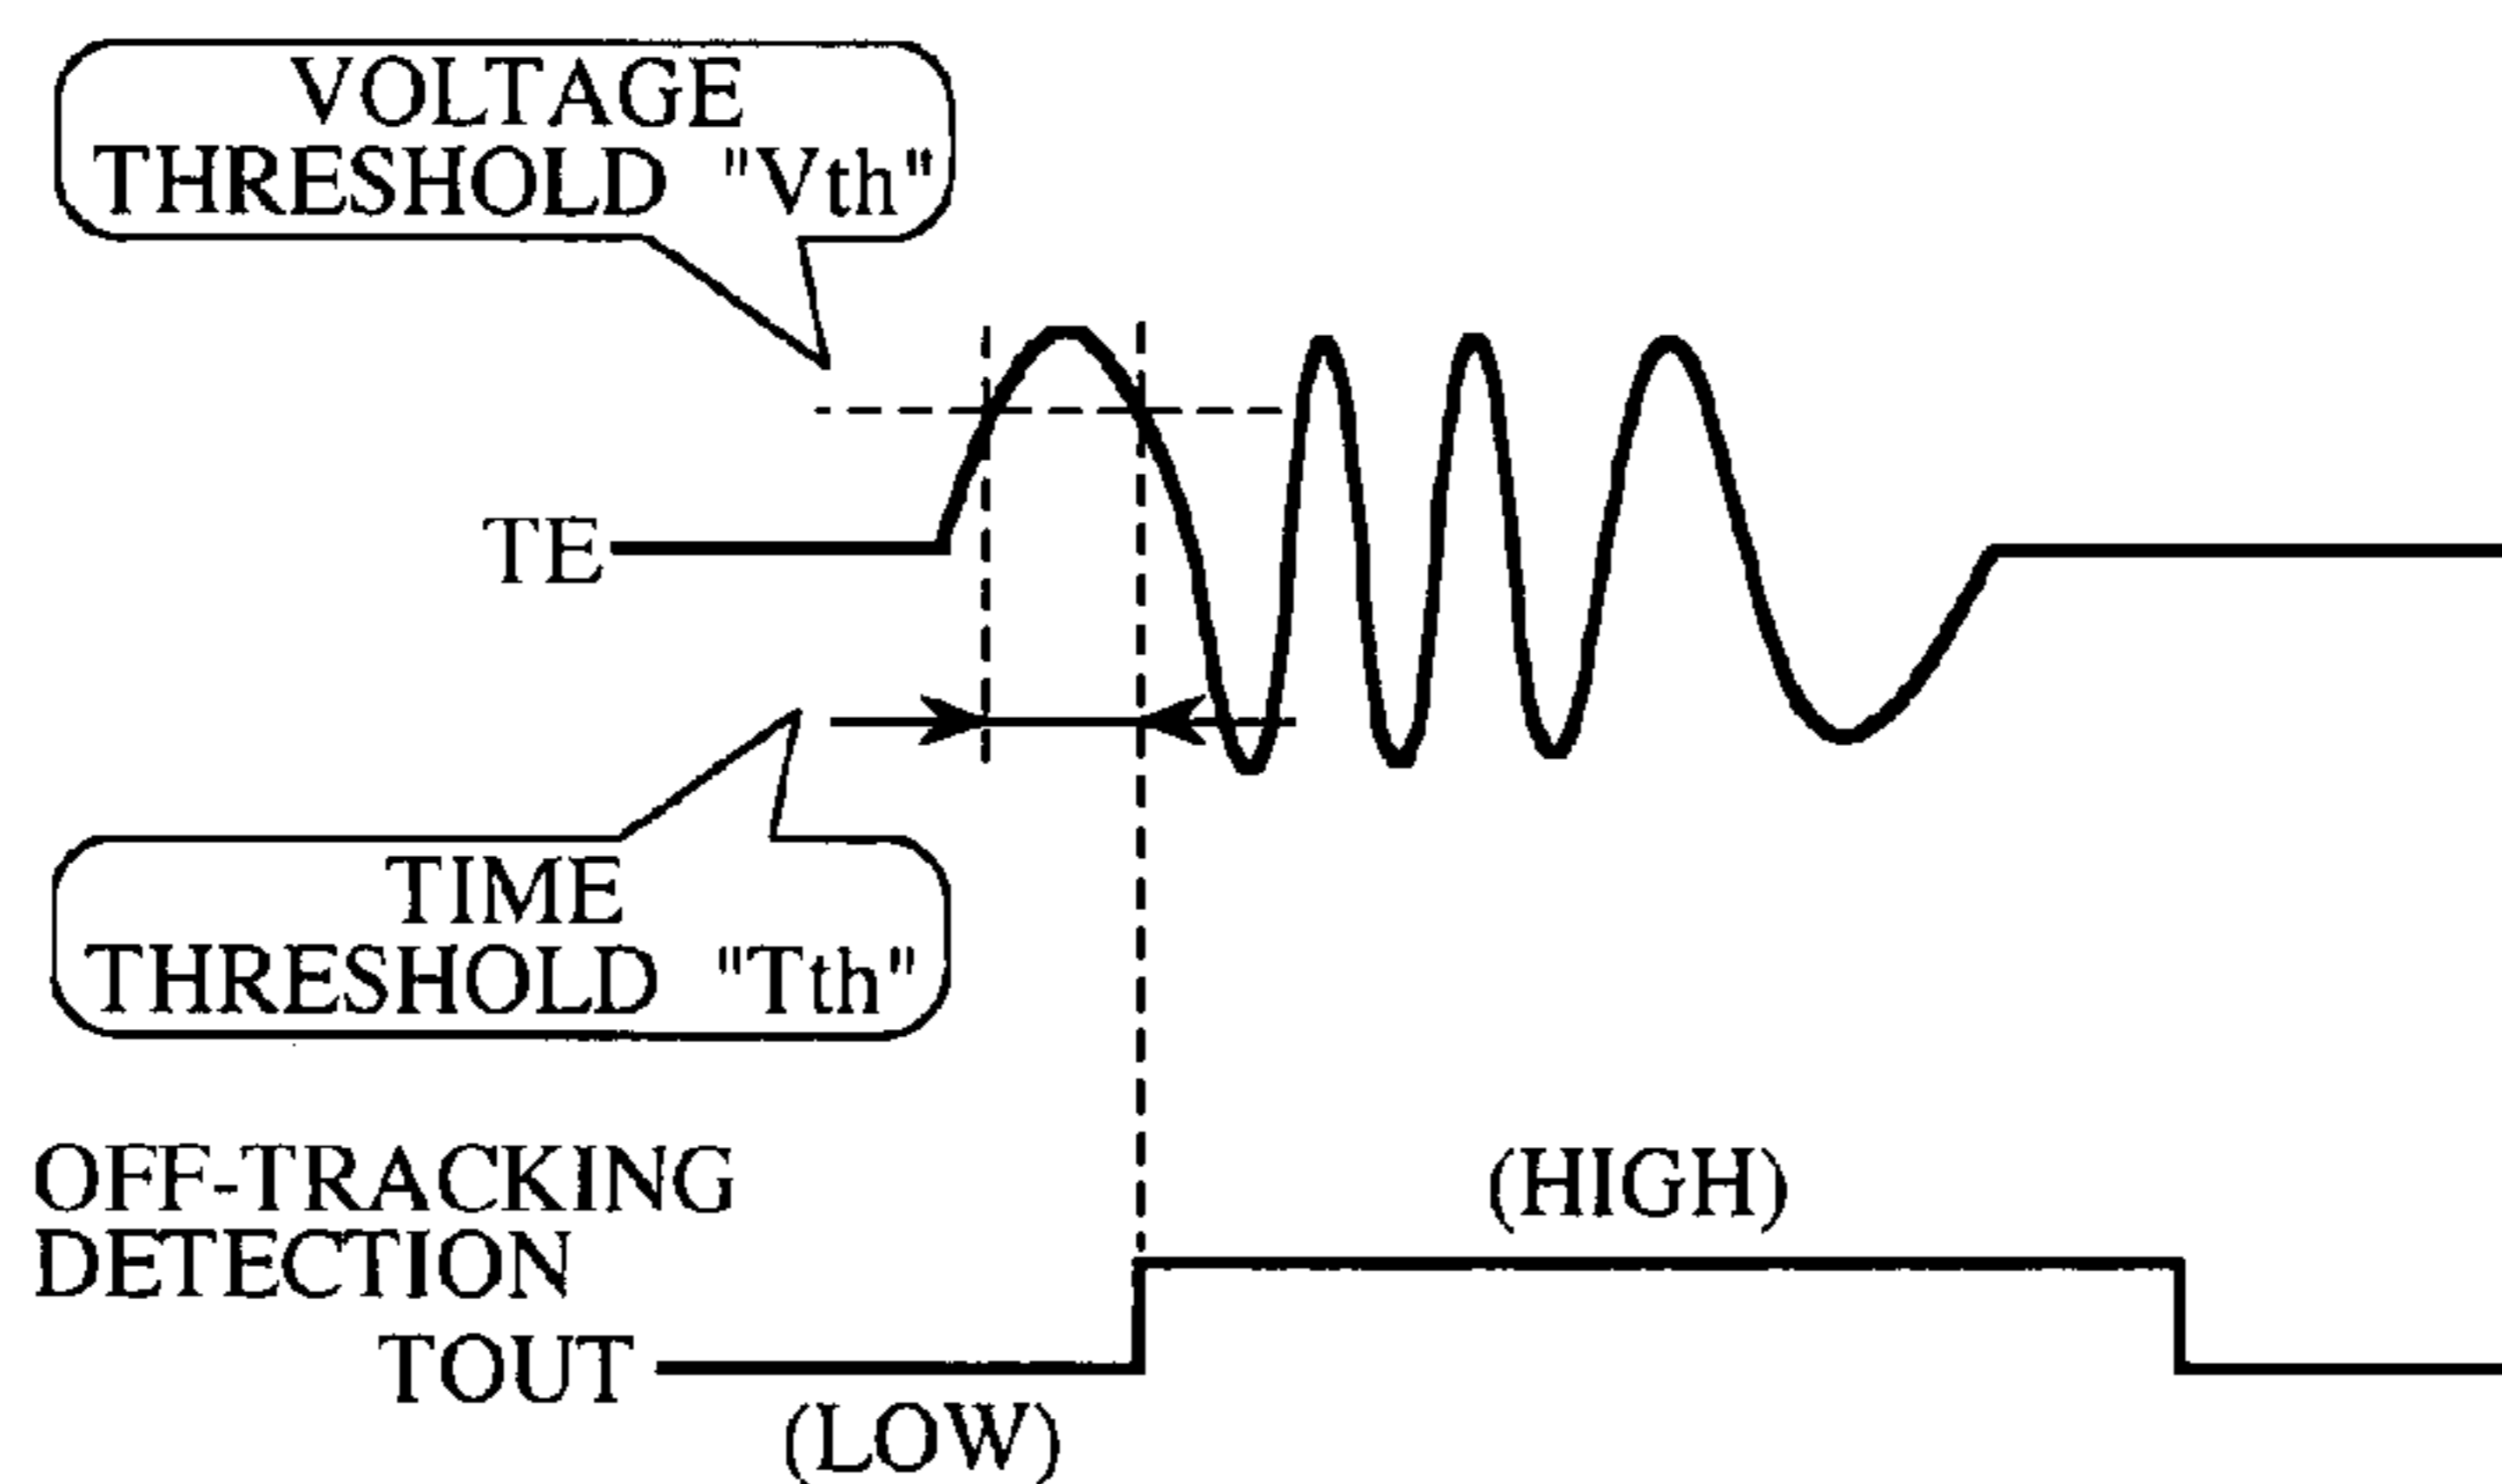 VOLTAGE
THRESHOLD "Vth"
TE
TIME
THRESHOLD "Tth"
OFF-TRACKING
DETECTION
TOUT
(HIGH)
(LOW)